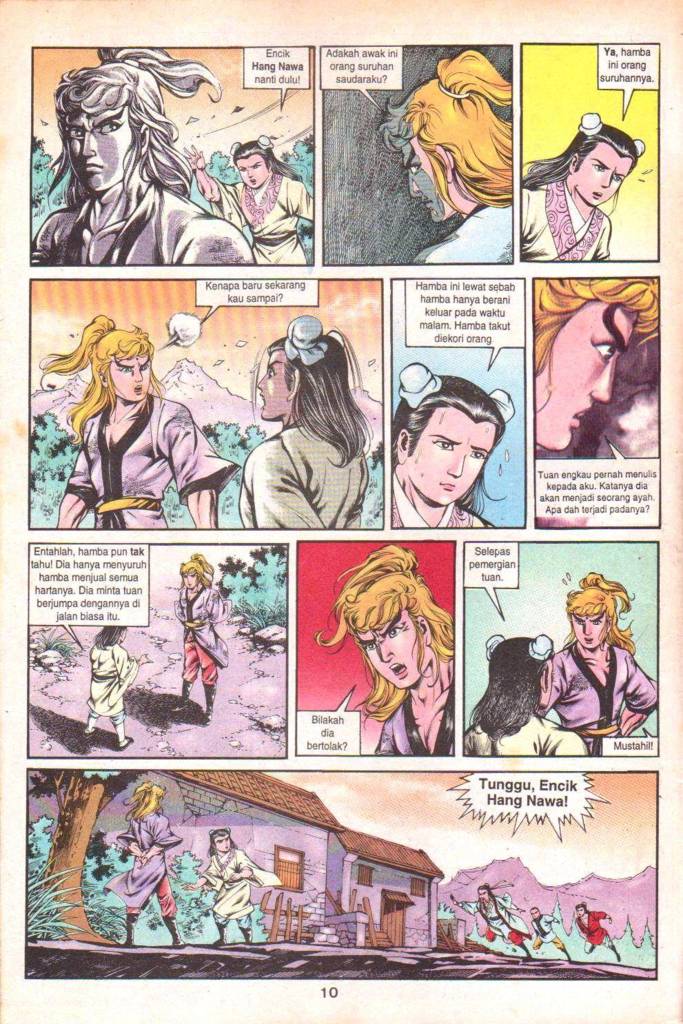 Encik
Hang Nawa
nanti dulu!
Adakah awak ini
orang suruhan
saudaraku?
Ya, hamba
ini orang
suruhannya.
Kenapa baru sekarang
kau sampai?
Hamba ini lewat sebab
hamba hanya berani
keluar pada waktu
malam. Hamba takut
diekori orang.
Tuan engkau pernah menulis
kepada aku. Katanya dia
akan menjadi seorang ayah.
Apa dah terjadi padanya?
Entahlah, hamba pun tak
tahu! Dia hanya menyuruh
hamba menjual semua
hartanya. Dia minta tuan
berjumpa dengannya di
jalan biasa itu.
Bilakah
dia
bertolak?
Selepas
pemergian
tuan.
Mustahil!
Tunggu, Encik
Hang Nawa!
10